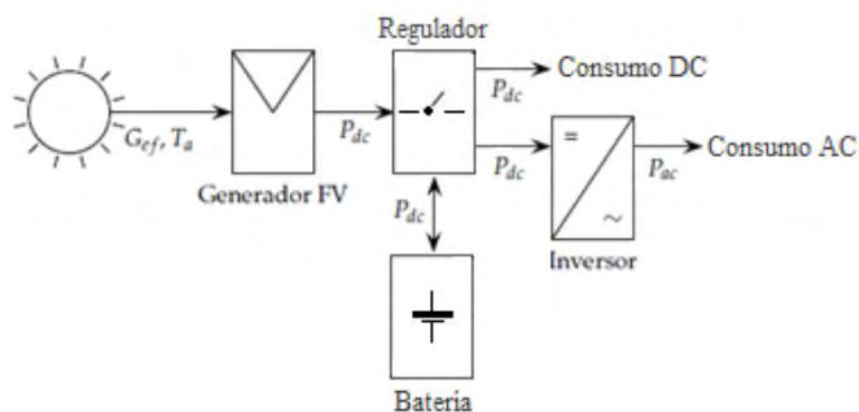 Regulador
Consumo DC
P_dc
G_ef, T_a
P_dc
P_dc
P_ac
Consumo AC
Generador FV
P_dc
=
~
Inversor
Bateria